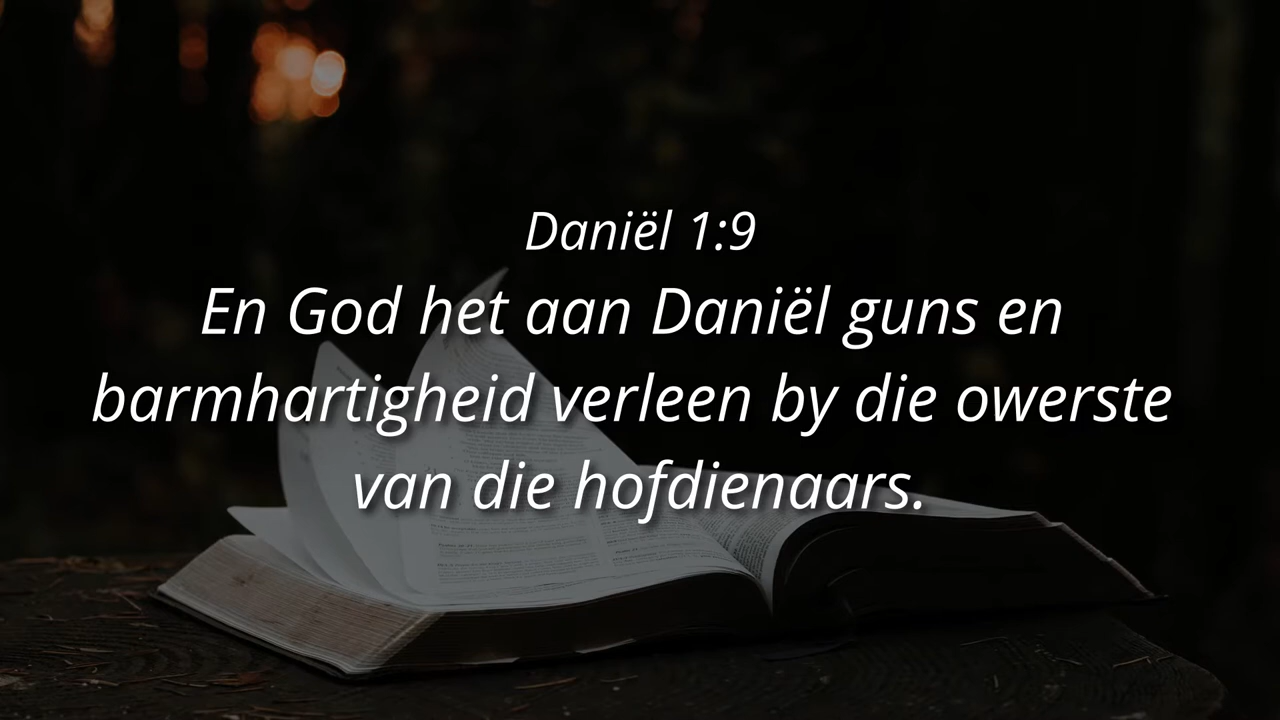 Daniël 1:9
En God het aan Daniël guns en
barmhartigheid verleen by die owerste
van die hofdienaars.